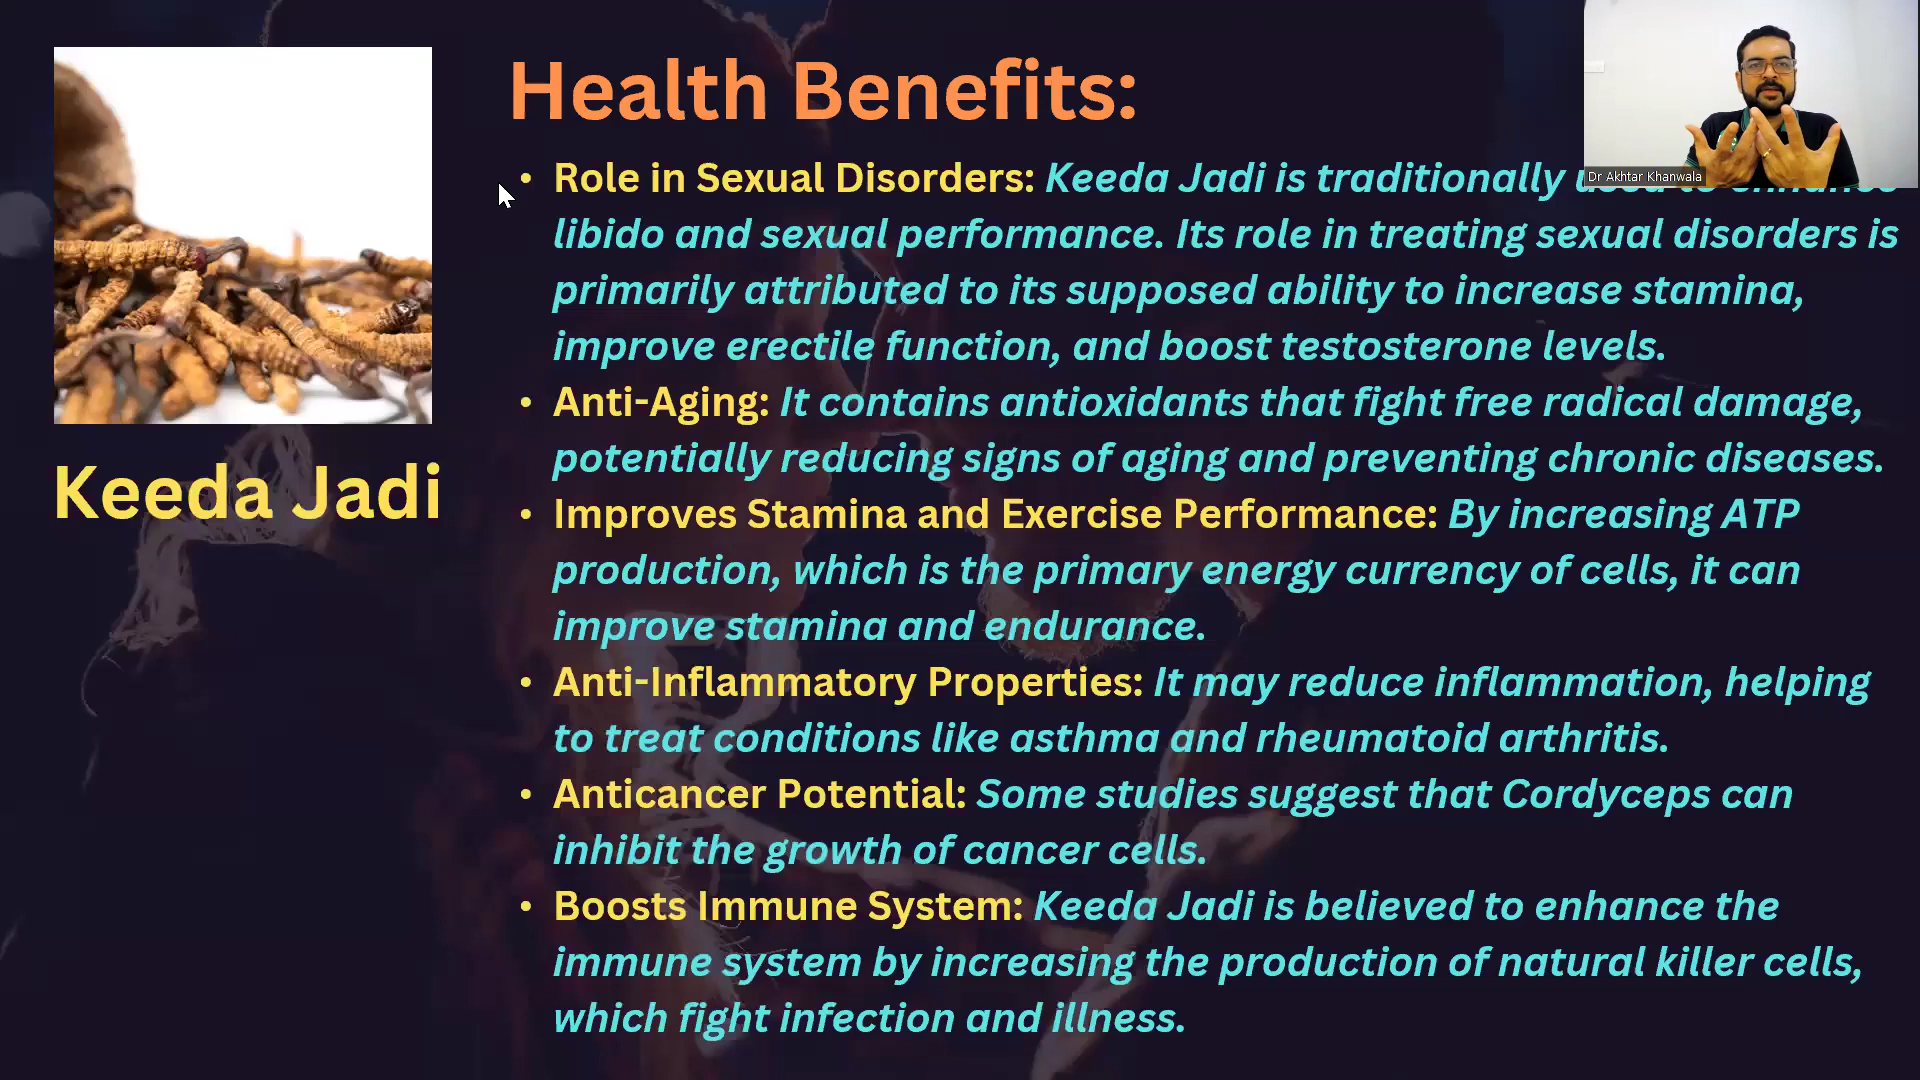 Health Benefits:
Dr Akhtar Khanwala
• Role in Sexual Disorders: Keeda Jadi is traditionally
libido and sexual performance. Its role in treating sexual disorders is
primarily attributed to its supposed ability to increase stamina,
improve erectile function, and boost testosterone levels.
• Anti-Aging: It contains antioxidants that fight free radical damage,
potentially reducing signs of aging and preventing chronic diseases.
Keeda Jadi
• Improves Stamina and Exercise Performance: By increasing ATP
production, which is the primary energy currency of cells, it can
improve stamina and endurance.
• Anti-Inflammatory Properties: It may reduce inflammation, helping
to treat conditions like asthma and rheumatoid arthritis.
• Anticancer Potential: Some studies suggest that Cordyceps can
inhibit the growth of cancer cells.
• Boosts Immune System: Keeda Jadi is believed to enhance the
immune system by increasing the production of natural killer cells,
which fight infection and illness.